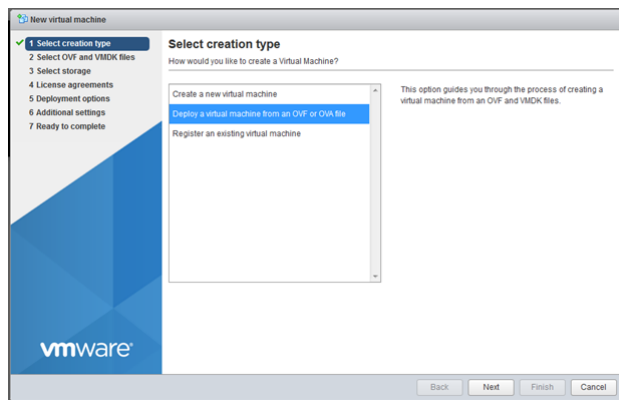 New virtual machine
1 Select creation type
2 Select OVF and VMDK files
3 Select storage
4 License agreements
5 Deployment options
6 Additional settings
7 Ready to complete
Select creation type
How would you like to create a Virtual Machine?
Create a new virtual machine
Deploy a virtual machine from an OVF or OVA file
Register an existing virtual machine
This option guides you through the process of creating a
virtual machine from an OVF and VMDK files.
vmware
Back Next Finish Cancel